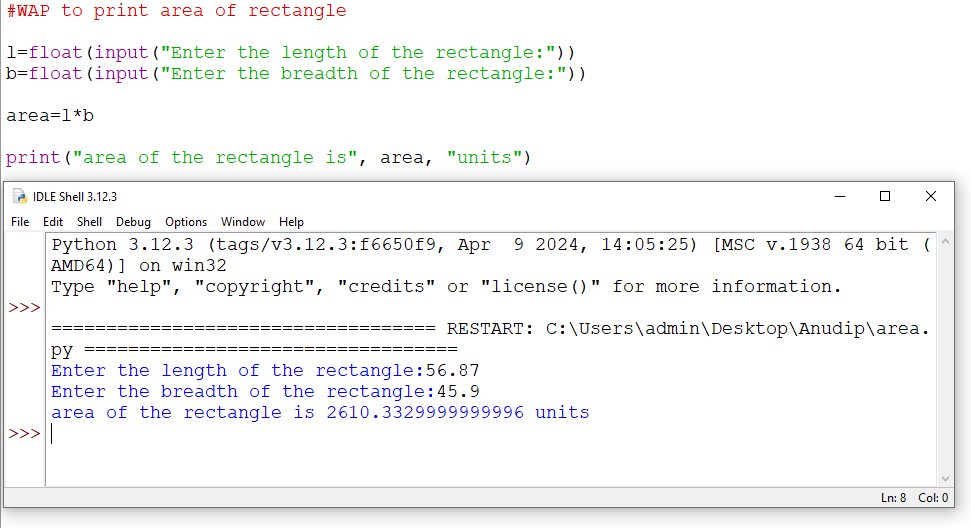 #WAP to print area of rectangle
l=float(input("Enter the length of the rectangle:"))
b=float(input("Enter the breadth of the rectangle:"))
area=l*b
print("area of the rectangle is", area, "units")
IDLE Shell 3.12.3
File Edit Shell Debug Options Window Help
Python 3.12.3 (tags/v3.12.3:f6650f9, Apr  9 2024, 14:05:25) [MSC v.1938 64 bit (
AMD64)] on win32
Type "help", "copyright", "credits" or "license()" for more information.
>>>
=================================== RESTART: C:\Users\admin\Desktop\Anudip\area.
py ==================================
Enter the length of the rectangle:56.87
Enter the breadth of the rectangle:45.9
area of the rectangle is 2610.3329999999996 units
>>>
Ln: 8 Col: 0